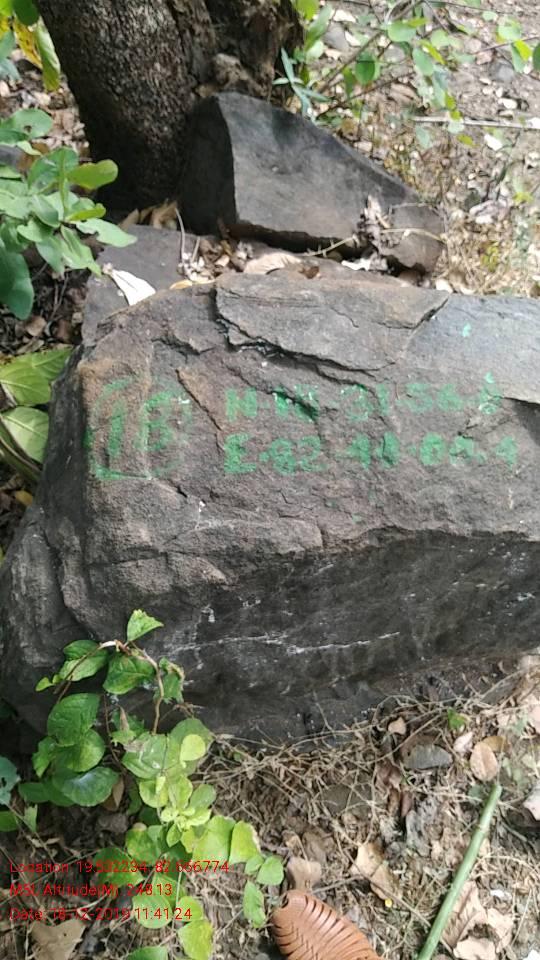 18 N-19-31-56.6
E-82-40-00.4
Location 19.532234, 82.666774
MSL Altitude(M): 248.13
Date: 18-12-2019 11:41:24